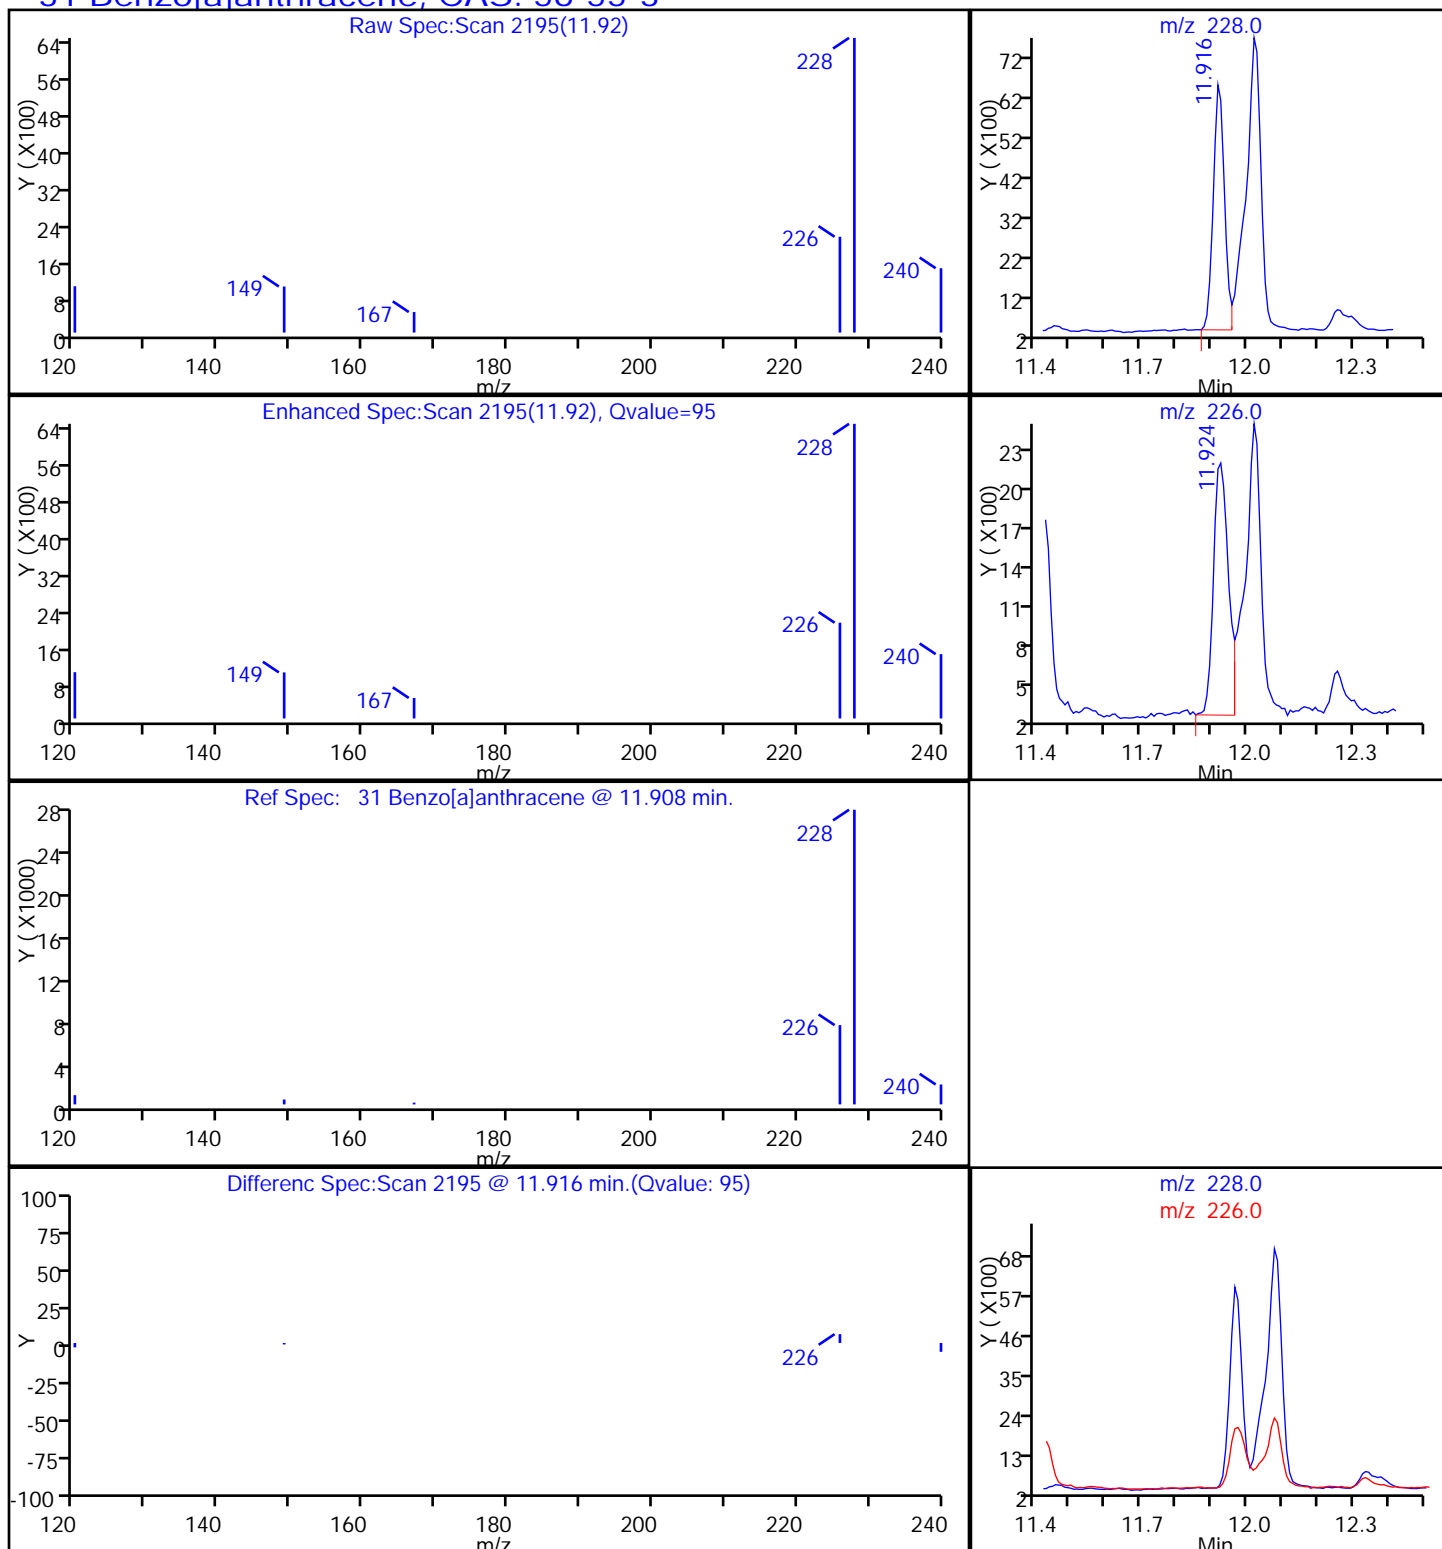 31 Benzo[a]anthracene, CAS: 56-55-3
Raw Spec:Scan 2195(11.92)
Y ( X100)
64
56
48
40
32
24
16
8
0
228
226
240
149
167
120 140 160 180 200 220 240
m/z
m/z 228.0
11.916
Y ( X100)
72
62
52
42
32
22
12
2
11.4 11.7 12.0 12.3
Min
Enhanced Spec:Scan 2195(11.92), Qvalue=95
Y ( X100)
64
56
48
40
32
24
16
8
0
228
226
240
149
167
120 140 160 180 200 220 240
m/z
m/z 226.0
11.924
Y ( X100)
23
20
17
14
11
8
5
2
11.4 11.7 12.0 12.3
Min
Ref Spec: 31 Benzo[a]anthracene @ 11.908 min.
Y ( X1000)
28
24
20
16
12
8
4
0
228
226
240
120 140 160 180 200 220 240
m/z
Differenc Spec:Scan 2195 @ 11.916 min.(Qvalue: 95)
Y
100
75
50
25
0
-25
-50
-75
-100
226
120 140 160 180 200 220 240
m/z
m/z 228.0
m/z 226.0
Y ( X100)
68
57
46
35
24
13
2
11.4 11.7 12.0 12.3
Min